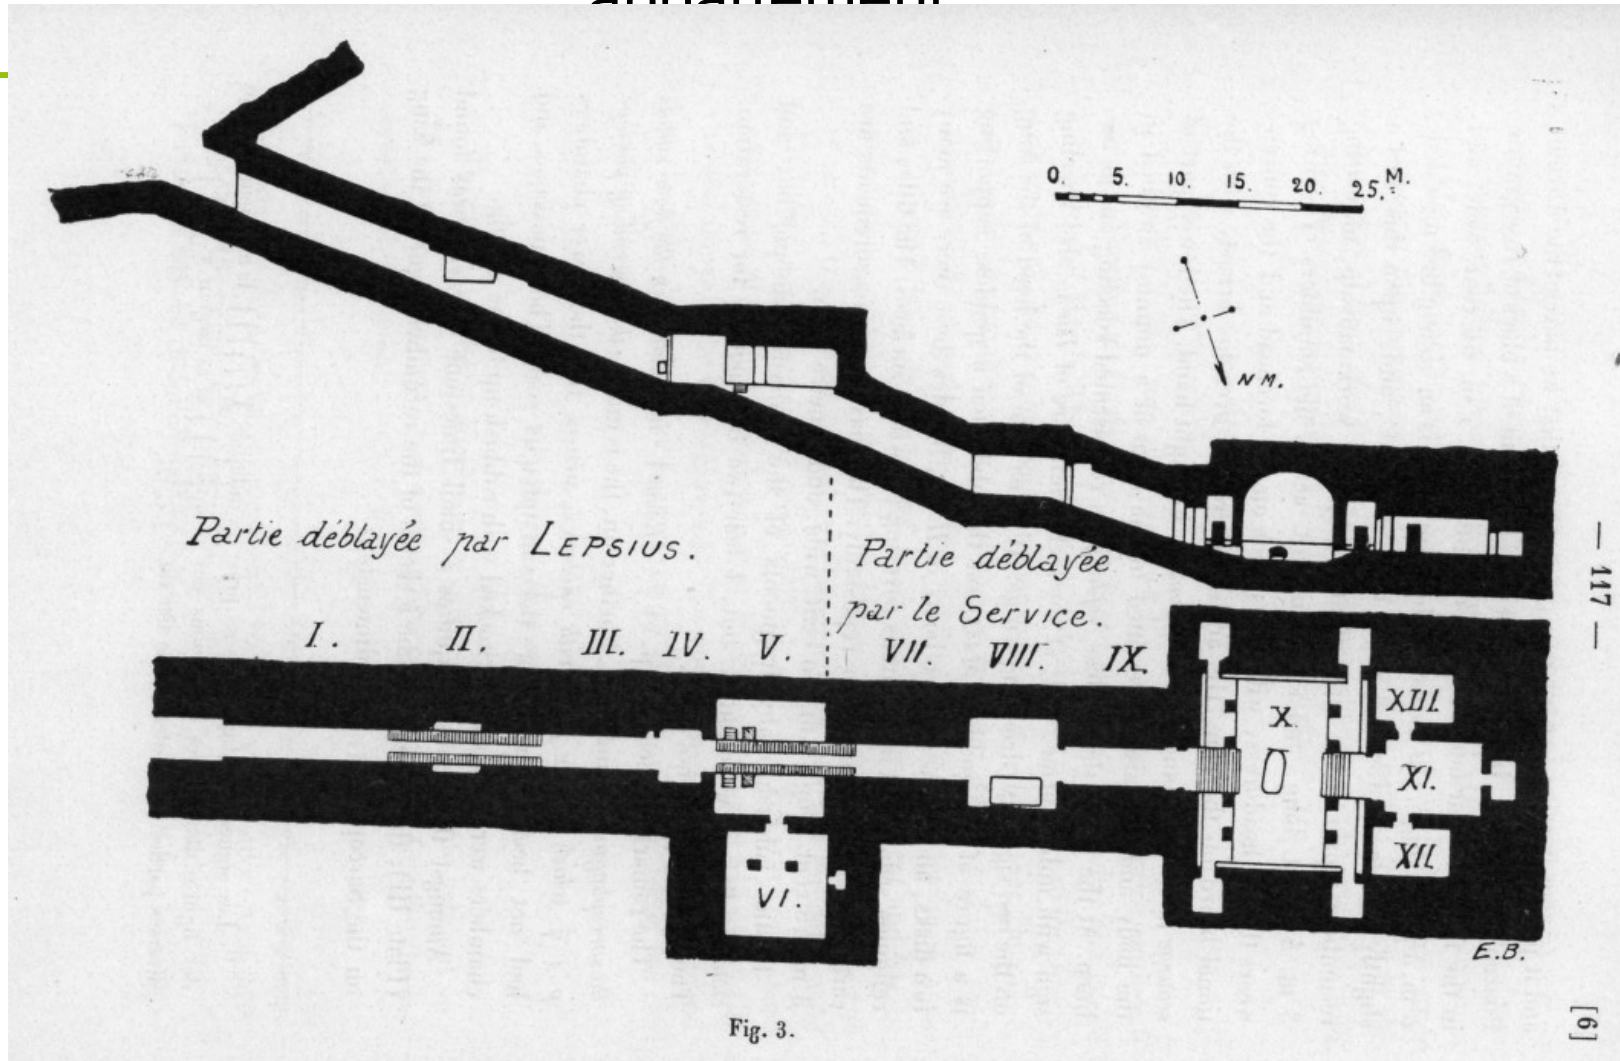 0. 5. 10. 15. 20. 25. M.
N M.
Partie déblayée par LEPSIUS.
Partie déblayée
par le Service.
I. II. III. IV. V. VII. VIII. IX.
X.
XIII.
XI.
XII.
VI.
E.B.
Fig. 3.
— 117 —
[6]